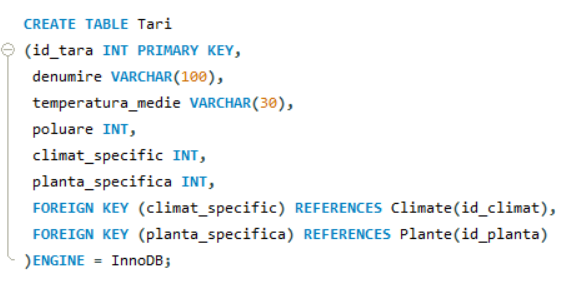 CREATE TABLE Tari
(id_tara INT PRIMARY KEY,
denumire VARCHAR(100),
temperatura_medie VARCHAR(30),
poluare INT,
climat_specific INT,
planta_specifica INT,
FOREIGN KEY (climat_specific) REFERENCES Climate(id_climat),
FOREIGN KEY (planta_specifica) REFERENCES Plante(id_planta)
)ENGINE = InnoDB;